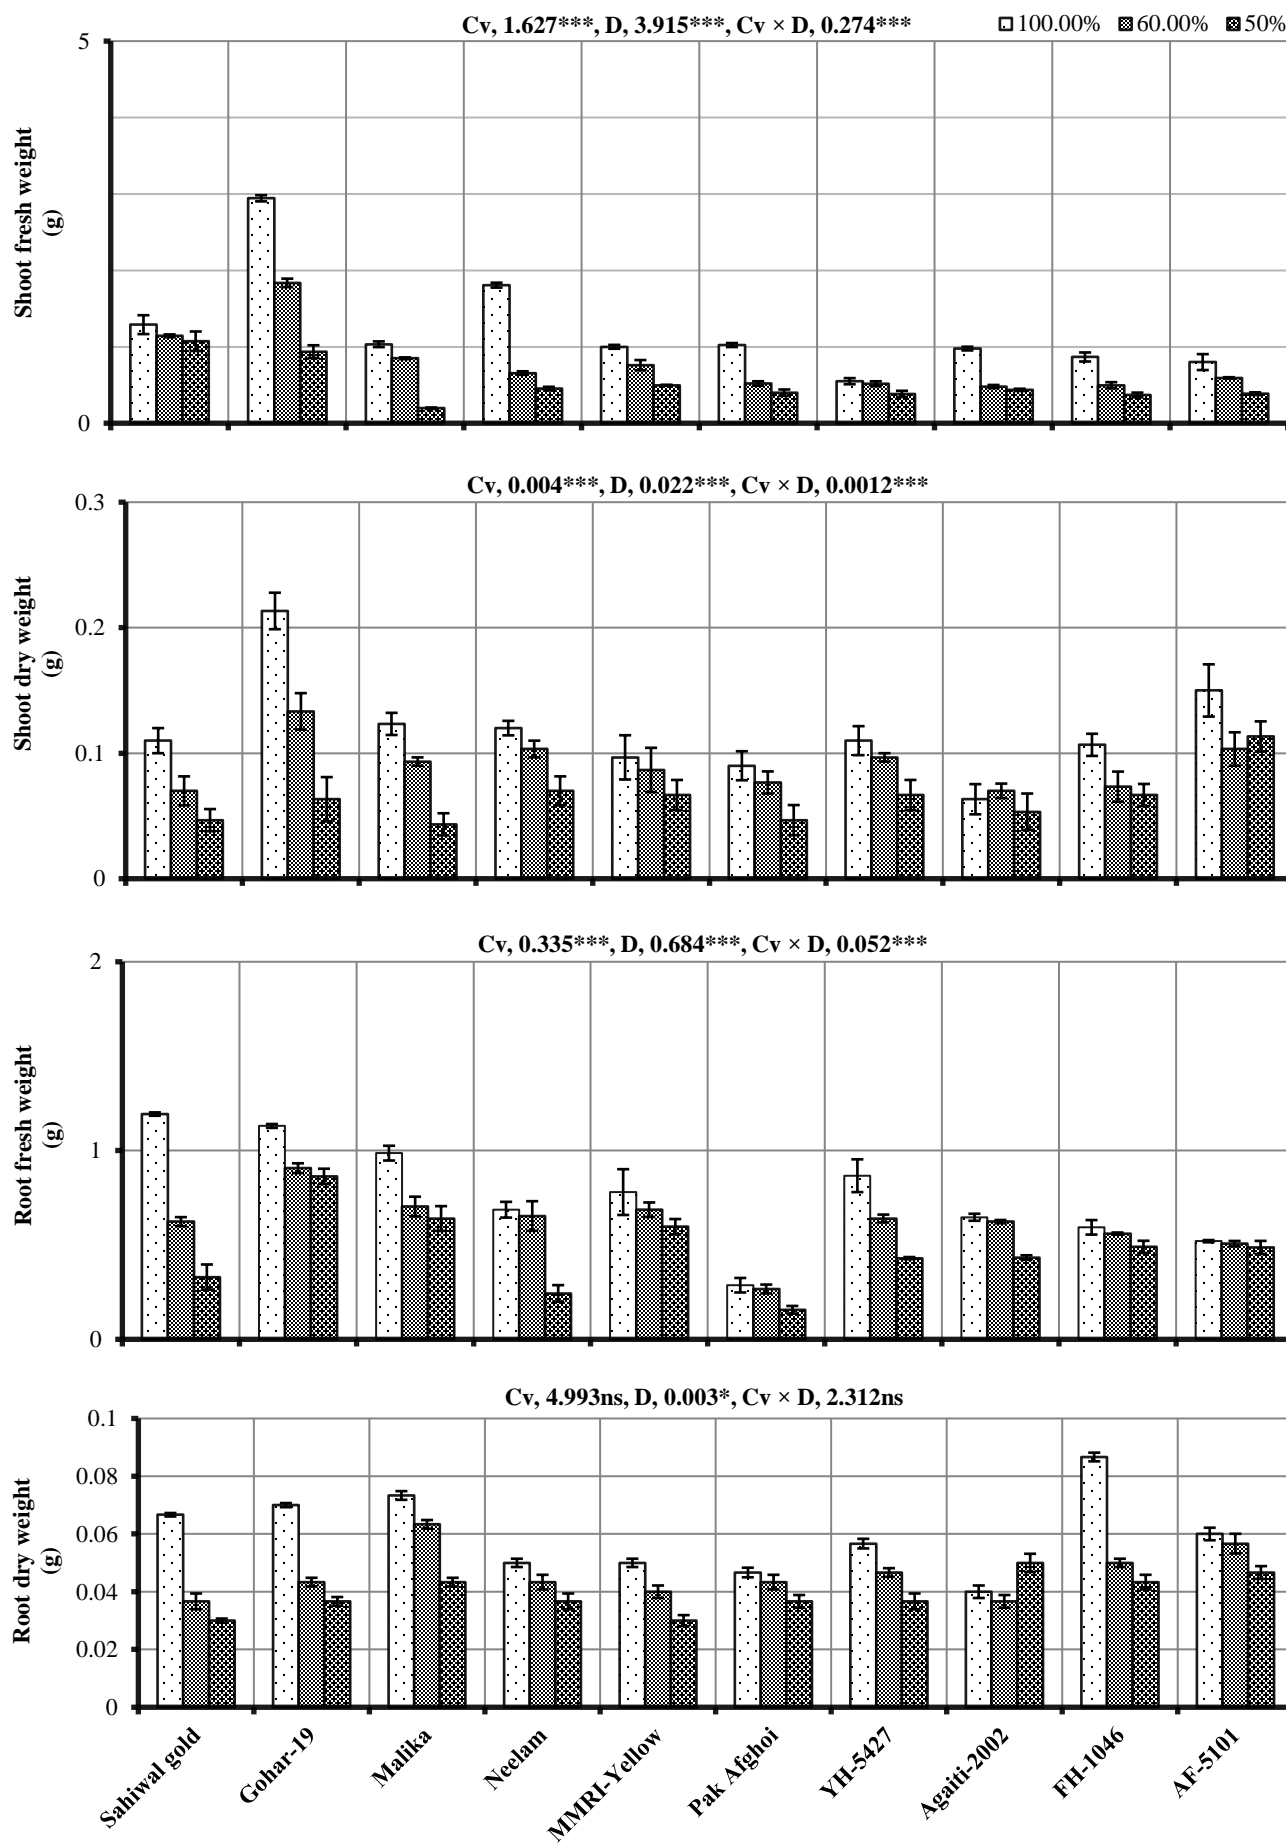 Cv, 1.627***, D, 3.915***, Cv × D, 0.274***
100.00% 60.00% 50%
5
0
Shoot fresh weight
(g)
Cv, 0.004***, D, 0.022***, Cv × D, 0.0012***
0.3
0.2
0.1
0
Shoot dry weight
(g)
Cv, 0.335***, D, 0.684***, Cv × D, 0.052***
2
1
0
Root fresh weight
(g)
Cv, 4.993ns, D, 0.003*, Cv × D, 2.312ns
0.1
0.08
0.06
0.04
0.02
0
Root dry weight
(g)
Sahiwal gold
Gohar-19
Malika
Neelam
MMRI-Yellow
Pak Afghoi
YH-5427
Agaiti-2002
FH-1046
AF-5101